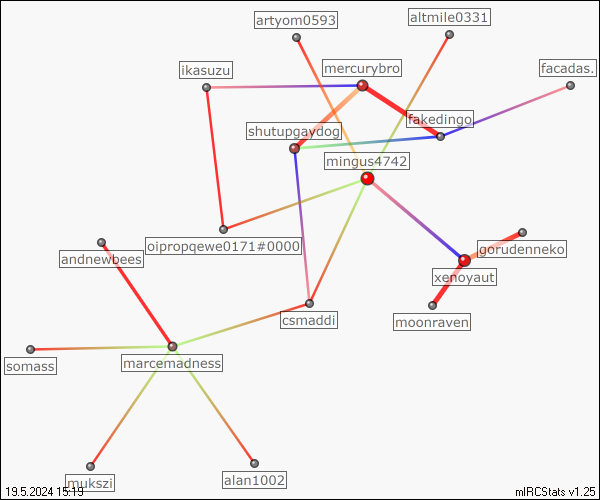 artyom0593
altmile0331
ikasuzu
mercurybro
facadas.
fakedingo
shutupgaydog
mingus4742
oipropqewe0171#0000
gorudenneko
andnewbees
xenoyaut
csmaddi
moonraven
somass
marcemadness
mukszi
alan1002
19.5.2024 15:19
mIRCStats v1.25